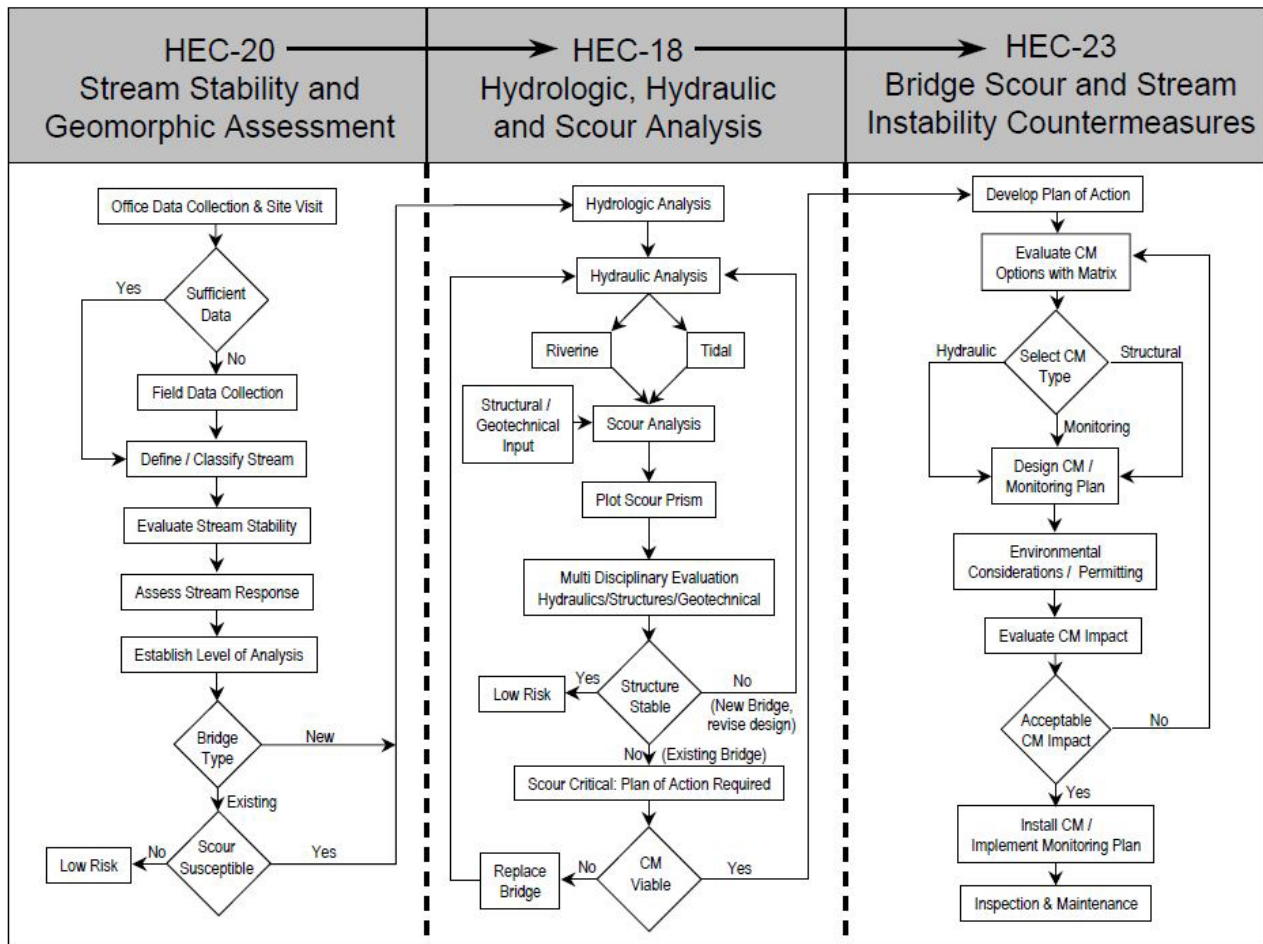 HEC-20
Stream Stability and
Geomorphic Assessment
HEC-18
Hydrologic, Hydraulic
and Scour Analysis
HEC-23
Bridge Scour and Stream
Instability Countermeasures
Office Data Collection & Site Visit
Yes
Sufficient
Data
No
Field Data Collection
Define / Classify Stream
Evaluate Stream Stability
Assess Stream Response
Establish Level of Analysis
Bridge
Type
New
Existing
Scour
Susceptible
No
Low Risk
Yes
Hydrologic Analysis
Hydraulic Analysis
Riverine
Tidal
Structural /
Geotechnical
Input
Scour Analysis
Plot Scour Prism
Multi Disciplinary Evaluation
Hydraulics/Structures/Geotechnical
Low Risk
Yes
Structure
Stable
No
(New Bridge,
revise design)
No (Existing Bridge)
Scour Critical: Plan of Action Required
Replace
Bridge
No
CM
Viable
Yes
Develop Plan of Action
Evaluate CM
Options with Matrix
Hydraulic
Select CM
Type
Structural
Monitoring
Design CM /
Monitoring Plan
Environmental
Considerations / Permitting
Evaluate CM Impact
Acceptable
CM Impact
No
Yes
Install CM /
Implement Monitoring Plan
Inspection & Maintenance